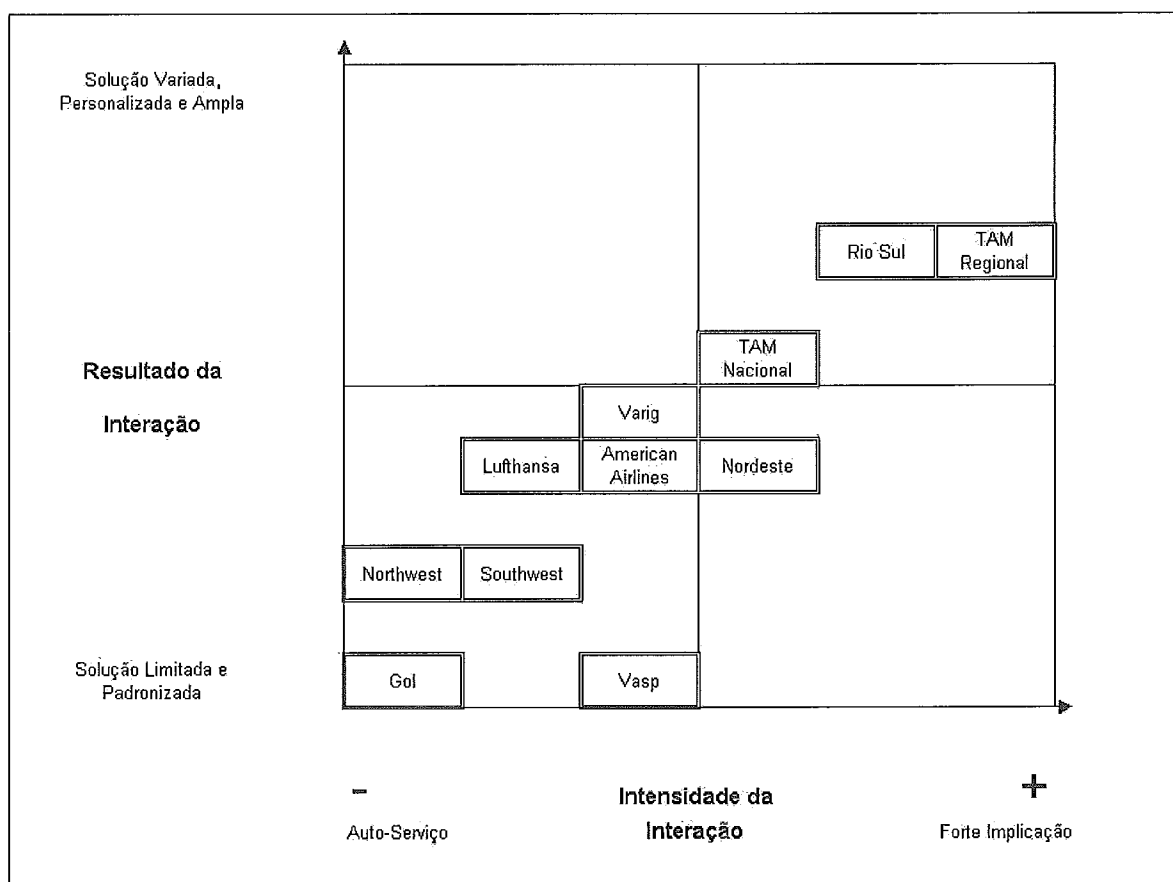 Solução Variada,
Personalizada e Ampla
Rio Sul
TAM
Regional
TAM
Nacional
Resultado da
Interação
Varig
Lufthansa
American
Airlines
Nordeste
Northwest
Southwest
Solução Limitada e
Padronizada
Gol
Vasp
-
+
Intensidade da
Interação
Auto-Serviço
Forte Implicação